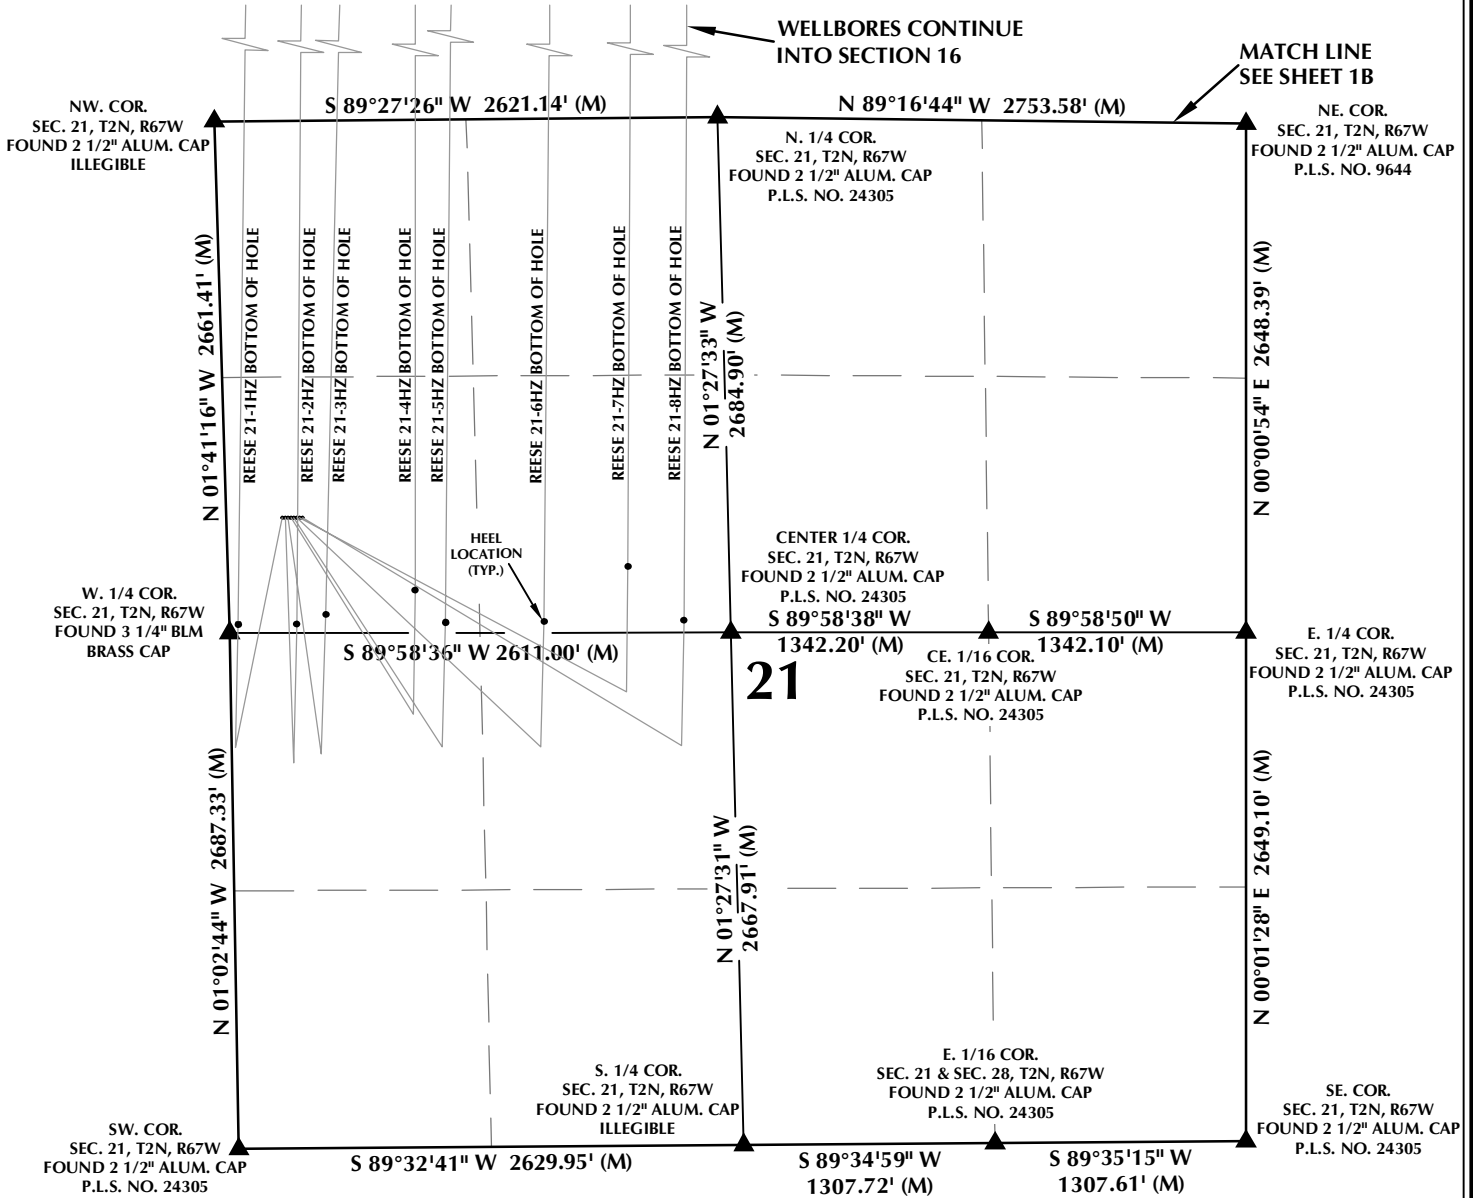 WELLBORES CONTINUE
INTO SECTION 16
MATCH LINE
SEE SHEET 1B
NW. COR.
SEC. 21, T2N, R67W
FOUND 2 1/2" ALUM. CAP
ILLEGIBLE
S 89°27'26" W 2621.14' (M)
N 89°16'44" W 2753.58' (M)
N. 1/4 COR.
SEC. 21, T2N, R67W
FOUND 2 1/2" ALUM. CAP
P.L.S. NO. 24305
NE. COR.
SEC. 21, T2N, R67W
FOUND 2 1/2" ALUM. CAP
P.L.S. NO. 9644
N 01°41'16" W 2661.41' (M)
REESE 21-1HZ BOTTOM OF HOLE
REESE 21-2HZ BOTTOM OF HOLE
REESE 21-3HZ BOTTOM OF HOLE
REESE 21-4HZ BOTTOM OF HOLE
REESE 21-5HZ BOTTOM OF HOLE
REESE 21-6HZ BOTTOM OF HOLE
REESE 21-7HZ BOTTOM OF HOLE
REESE 21-8HZ BOTTOM OF HOLE
N 01°27'33" W
2684.90' (M)
N 00°00'54" E 2648.39' (M)
HEEL
LOCATION
(TYP.)
CENTER 1/4 COR.
SEC. 21, T2N, R67W
FOUND 2 1/2" ALUM. CAP
P.L.S. NO. 24305
W. 1/4 COR.
SEC. 21, T2N, R67W
FOUND 3 1/4" BLM
BRASS CAP
S 89°58'36" W 2611.00' (M)
S 89°58'38" W
1342.20' (M)
S 89°58'50" W
1342.10' (M)
21
CE. 1/16 COR.
SEC. 21, T2N, R67W
FOUND 2 1/2" ALUM. CAP
P.L.S. NO. 24305
E. 1/4 COR.
SEC. 21, T2N, R67W
FOUND 2 1/2" ALUM. CAP
P.L.S. NO. 24305
N 01°02'44" W 2687.33' (M)
N 01°27'31" W
2667.91' (M)
N 00°01'28" E 2649.10' (M)
SW. COR.
SEC. 21, T2N, R67W
FOUND 2 1/2" ALUM. CAP
P.L.S. NO. 24305
S 89°32'41" W 2629.95' (M)
S. 1/4 COR.
SEC. 21, T2N, R67W
FOUND 2 1/2" ALUM. CAP
ILLEGIBLE
E. 1/16 COR.
SEC. 21 & SEC. 28, T2N, R67W
FOUND 2 1/2" ALUM. CAP
P.L.S. NO. 24305
S 89°34'59" W
1307.72' (M)
S 89°35'15" W
1307.61' (M)
SE. COR.
SEC. 21, T2N, R67W
FOUND 2 1/2" ALUM. CAP
P.L.S. NO. 24305